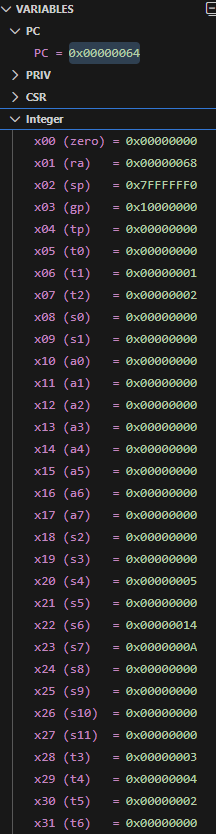 VARIABLES
PC
PC = 0x00000064
PRIV
CSR
Integer
x00 (zero) = 0x00000000
x01 (ra) = 0x00000068
x02 (sp) = 0x7FFFFFF0
x03 (gp) = 0x10000000
x04 (tp) = 0x00000000
x05 (t0) = 0x00000000
x06 (t1) = 0x00000001
x07 (t2) = 0x00000002
x08 (s0) = 0x00000000
x09 (s1) = 0x00000000
x10 (a0) = 0x00000000
x11 (a1) = 0x00000000
x12 (a2) = 0x00000000
x13 (a3) = 0x00000000
x14 (a4) = 0x00000000
x15 (a5) = 0x00000000
x16 (a6) = 0x00000000
x17 (a7) = 0x00000000
x18 (s2) = 0x00000000
x19 (s3) = 0x00000000
x20 (s4) = 0x00000005
x21 (s5) = 0x00000000
x22 (s6) = 0x00000014
x23 (s7) = 0x0000000A
x24 (s8) = 0x00000000
x25 (s9) = 0x00000000
x26 (s10) = 0x00000000
x27 (s11) = 0x00000000
x28 (t3) = 0x00000003
x29 (t4) = 0x00000004
x30 (t5) = 0x00000002
x31 (t6) = 0x00000000